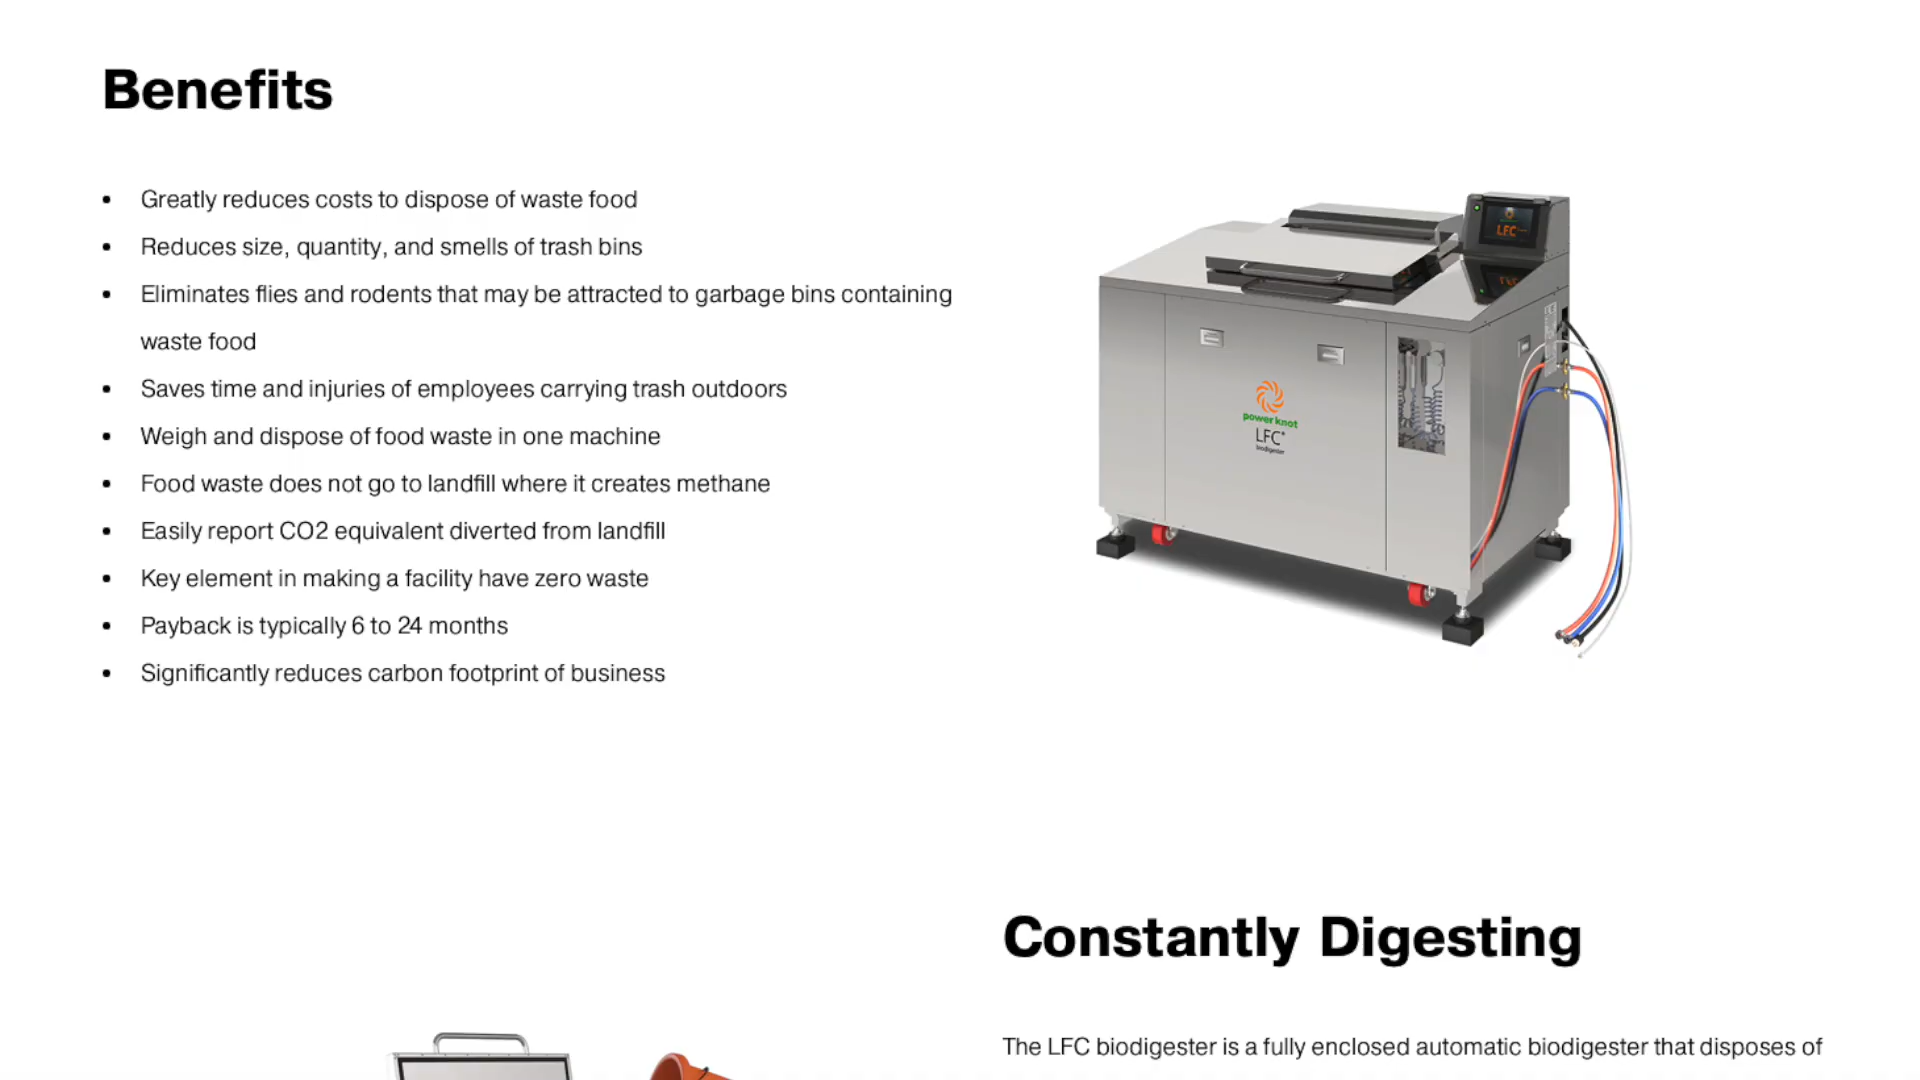 Benefits
• Greatly reduces costs to dispose of waste food
• Reduces size, quantity, and smells of trash bins
• Eliminates flies and rodents that may be attracted to garbage bins containing
waste food
• Saves time and injuries of employees carrying trash outdoors
• Weigh and dispose of food waste in one machine
• Food waste does not go to landfill where it creates methane
• Easily report CO2 equivalent diverted from landfill
• Key element in making a facility have zero waste
• Payback is typically 6 to 24 months
• Significantly reduces carbon footprint of business
LFC
power knot
LFC®
biodigester
Constantly Digesting
The LFC biodigester is a fully enclosed automatic biodigester that disposes of